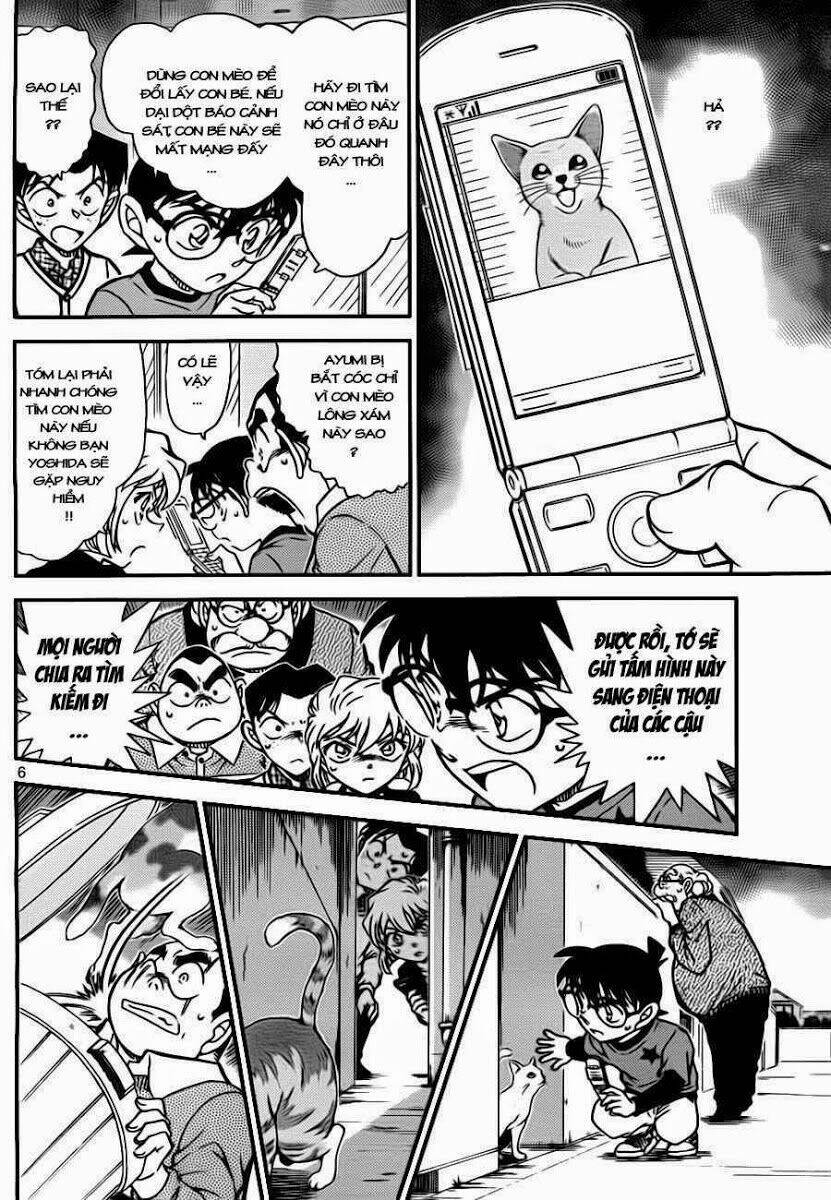 HẢ
??
HÃY ĐI TÌM
CON MÈO NÀY
NÓ CHỈ Ở ĐÂU
ĐÓ QUANH
ĐÂY THÔI
...
DÙNG CON MÈO ĐỂ
ĐỔI LẤY CON BÉ. NẾU
DẠI DỘT BÁO CẢNH
SÁT, CON BÉ NÀY SẼ
MẤT MẠNG ĐẤY
...
SAO LẠI
THẾ
??
AYUMI BỊ
BẮT CÓC CHỈ
VÌ CON MÈO
LÔNG XÁM
NÀY SAO
?
CÓ LẼ
VẬY
...
TÓM LẠI PHẢI
NHANH CHÓNG
TÌM CON MÈO
NÀY NẾU
KHÔNG BẠN
YOSHIDA SẼ
GẶP NGUY
HIỂM
!!
ĐƯỢC RỒI, TỚ SẼ
GỬI TẤM HÌNH NÀY
SANG ĐIỆN THOẠI
CỦA CÁC CẬU
...
MỌI NGƯỜI
CHIA RA TÌM
KIẾM ĐI
...
6